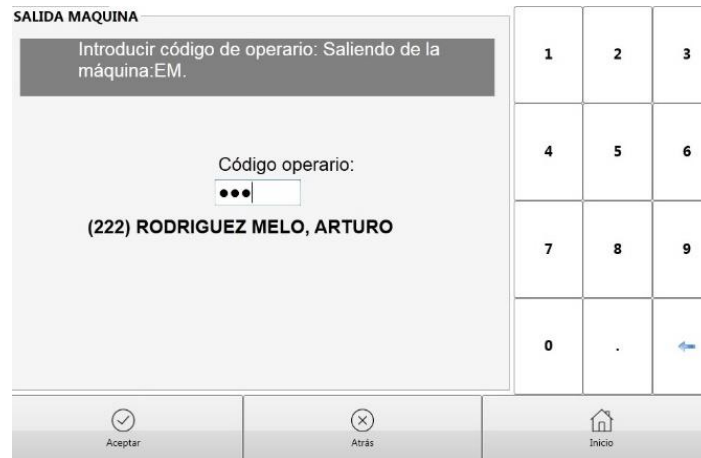 SALIDA MAQUINA
Introducir código de operario: Saliendo de la
máquina:EM.
Código operario:
(222) RODRIGUEZ MELO, ARTURO
1 2 3
4 5 6
7 8 9
0 .
Aceptar Atrás Inicio